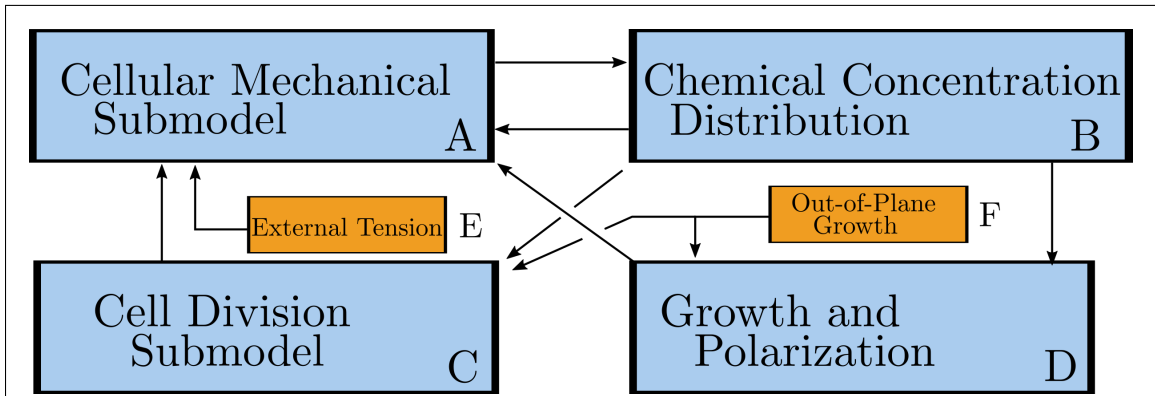 Cellular Mechanical
Submodel
A
Chemical Concentration
Distribution
B
External Tension
E
Out-of-Plane
Growth
F
Cell Division
Submodel
C
Growth and
Polarization
D